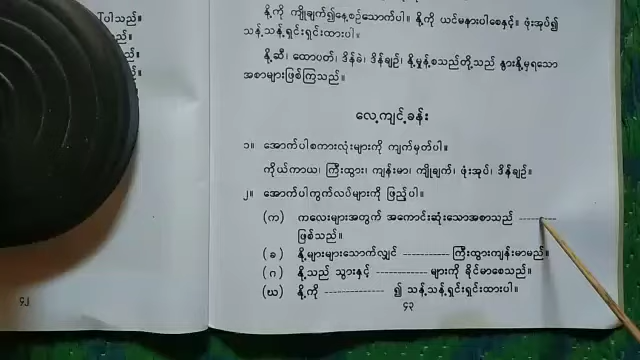 ပါသည်။
နို့ကို ကျိုချက်၍နေ့စဉ်သောက်ပါ။ နို့ကို ယင်မနားပါစေနှင့်။ ဖုံးအုပ်၍
သန့်သန့်ရှင်းရှင်းထားပါ။
နို့ဆီ၊ ထောပတ်၊ ဒိန်ခဲ၊ ဒိန်ချဉ်၊ နို့မှုန့်စသည်တို့သည် နွားနို့မှရသော
အစာများဖြစ်ကြသည်။
လေ့ကျင့်ခန်း
၁။ အောက်ပါစကားလုံးများကို ကျက်မှတ်ပါ။
ကိုယ်ကာယ၊ ကြီးထွား၊ ကျန်းမာ၊ ကျိုချက်၊ ဖုံးအုပ်၊ ဒိန်ချဉ်။
၂။ အောက်ပါကွက်လပ်များကို ဖြည့်ပါ။
(က) ကလေးများအတွက် အကောင်းဆုံးသောအစာသည် ----------
ဖြစ်သည်။
(ခ) နို့များများသောက်လျှင် ----------- ကြီးထွားကျန်းမာမည်။
(ဂ) နို့သည် သွားနှင့် ------------ များကို ခိုင်မာစေသည်။
(ဃ) နို့ကို -------------- ၍ သန့်သန့်ရှင်းရှင်းထားပါ။
၄၂
၄၃